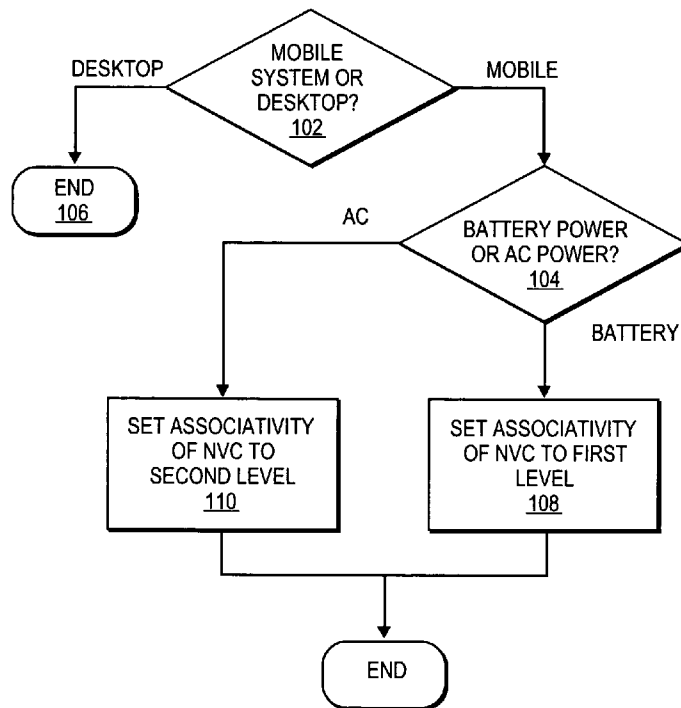 MOBILE
SYSTEM OR
DESKTOP?
102
DESKTOP
MOBILE
END
106
AC
BATTERY POWER
OR AC POWER?
104
BATTERY
SET ASSOCIATIVITY
OF NVC TO
SECOND LEVEL
110
SET ASSOCIATIVITY
OF NVC TO FIRST
LEVEL
108
END